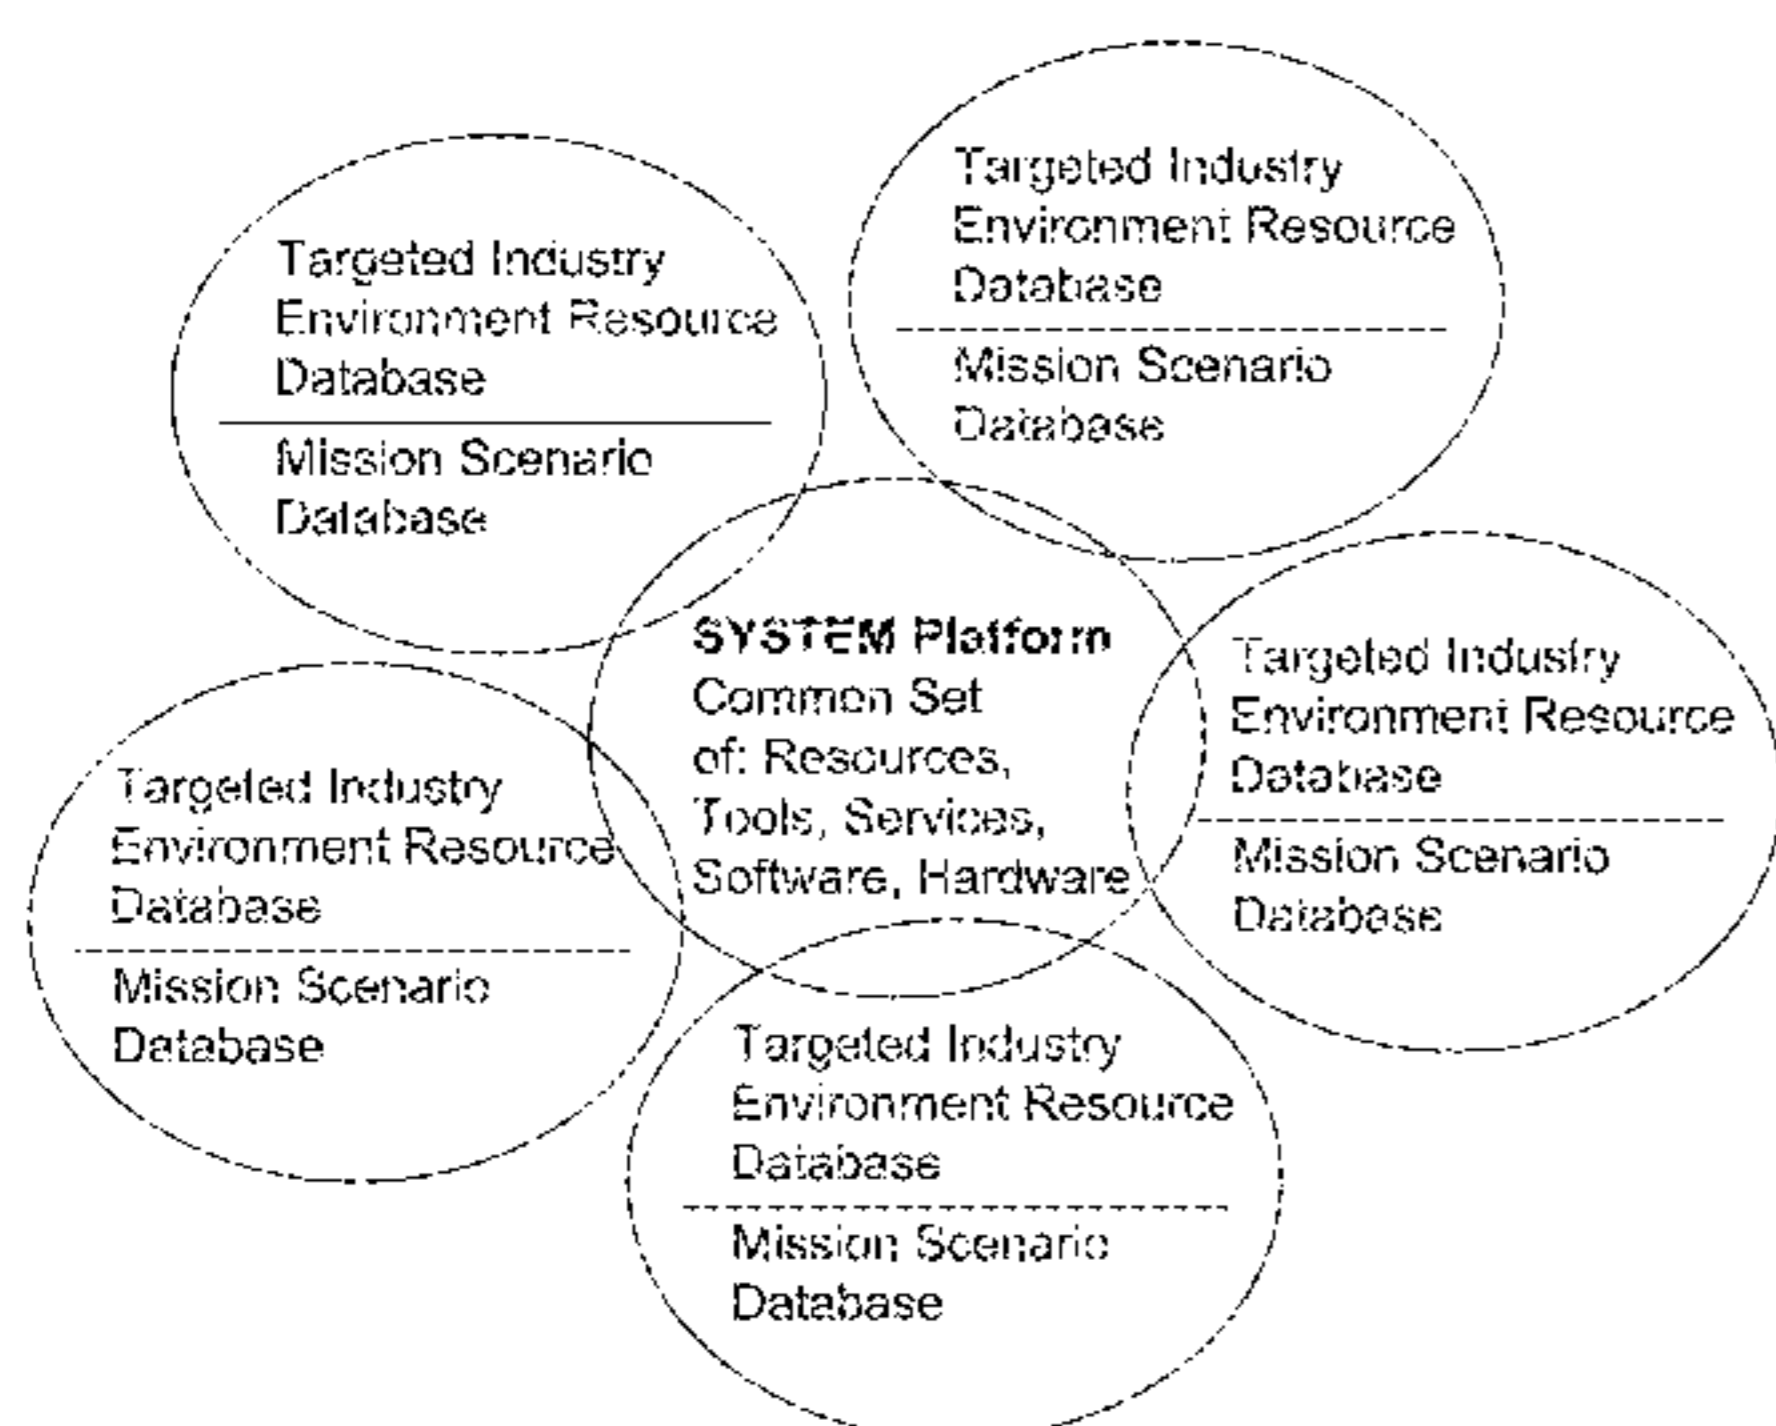 Targeted Industry
Environment Resource
Database
Mission Scenario
Database
Targeted Industry
Environment Resource
Database
Mission Scenario
Database
SYSTEM Platform
Common Set
of: Resources,
Tools, Services,
Software, Hardware
Targeted Industry
Environment Resource
Database
Mission Scenario
Database
Targeted Industry
Environment Resource
Database
Mission Scenario
Database
Targeted Industry
Environment Resource
Database
Mission Scenario
Database